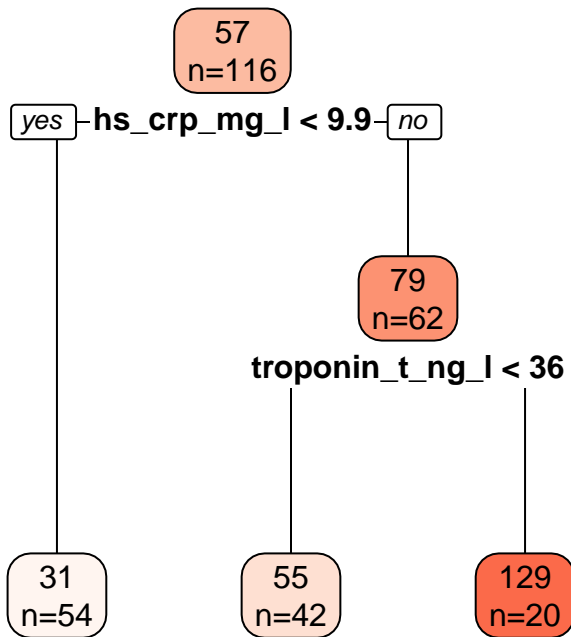 57
n=116
yes hs_crp_mg_l < 9.9 no
79
n=62
troponin_t_ng_l < 36
31
n=54
55
n=42
129
n=20